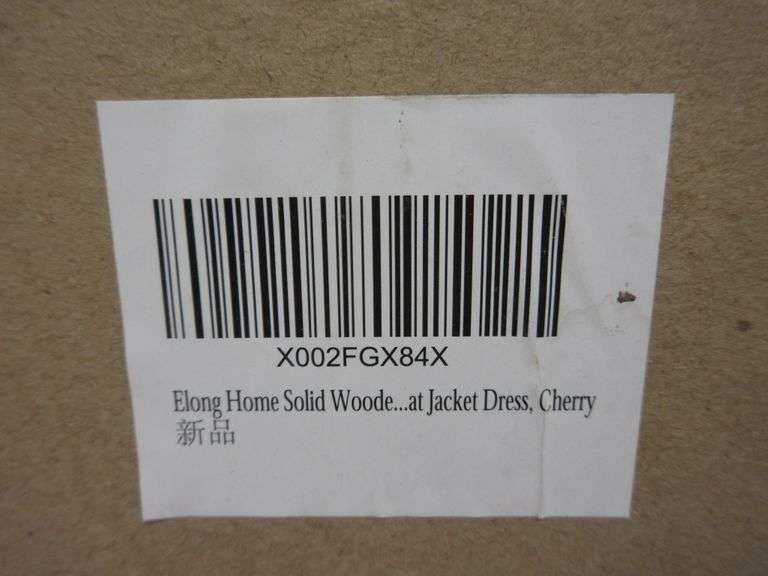 X002FGX84X
Elong Home Solid Woode...at Jacket Dress, Cherry
新品